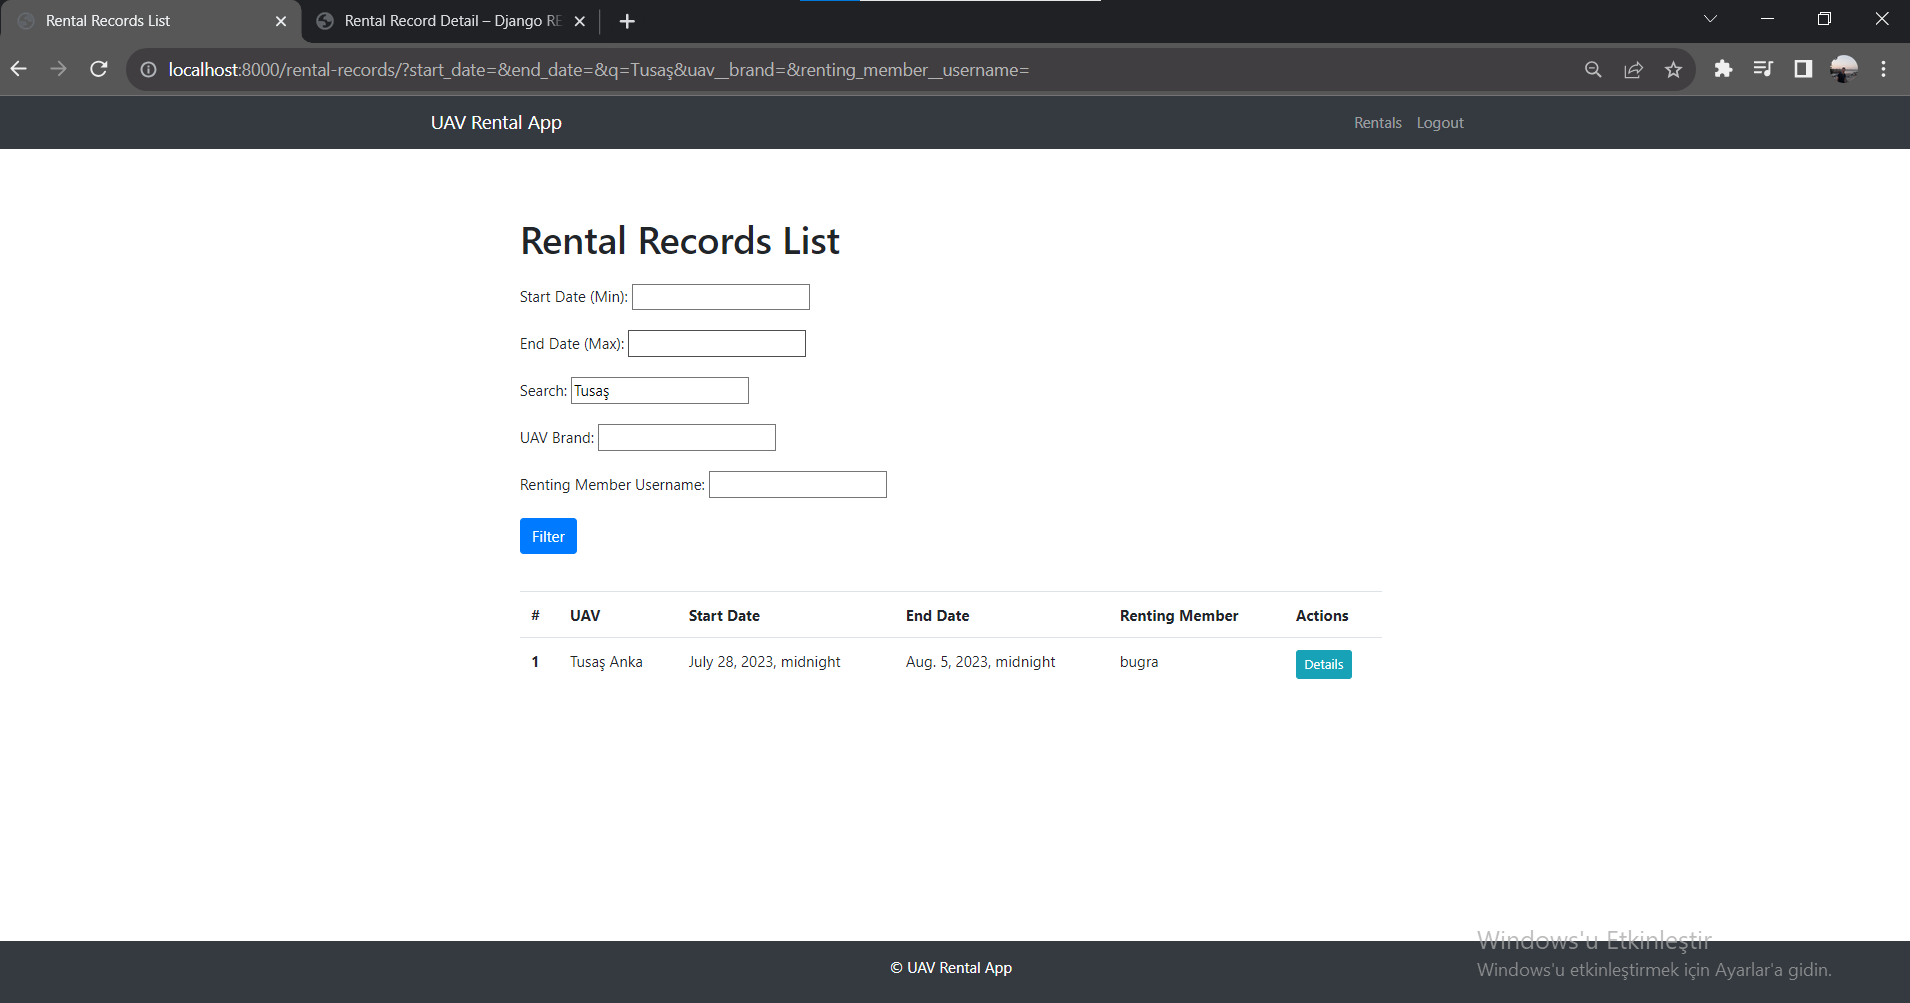 Rental Records List
Rental Record Detail – Django RE
localhost:8000/rental-records/?start_date=&end_date=&q=Tusaş&uav__brand=&renting_member__username=
UAV Rental App
Rentals Logout
Rental Records List
Start Date (Min):
End Date (Max):
Search: Tusaş
UAV Brand:
Renting Member Username:
Filter
# UAV Start Date End Date Renting Member Actions
1 Tusaş Anka July 28, 2023, midnight Aug. 5, 2023, midnight bugra Details
Windows'u Etkinleştir
Windows'u etkinleştirmek için Ayarlar'a gidin.
© UAV Rental App